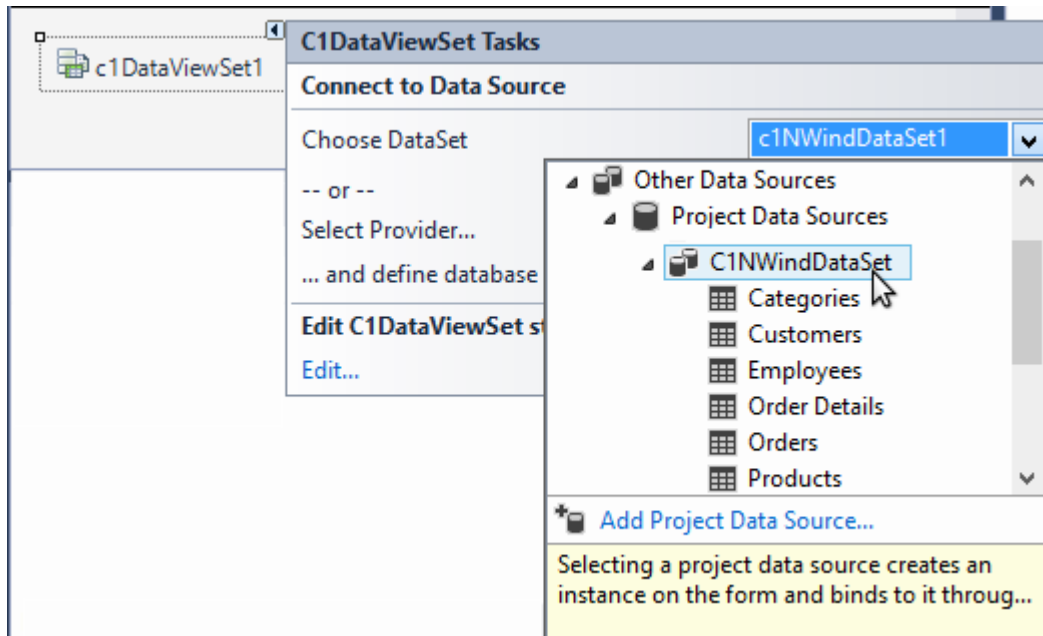 c1DataViewSet1
C1DataViewSet Tasks
Connect to Data Source
Choose DataSet
c1NWindDataSet1
-- or --
Select Provider...
... and define database
Edit C1DataViewSet st
Edit...
Other Data Sources
Project Data Sources
C1NWindDataSet
Categories
Customers
Employees
Order Details
Orders
Products
Add Project Data Source...
Selecting a project data source creates an
instance on the form and binds to it throug...